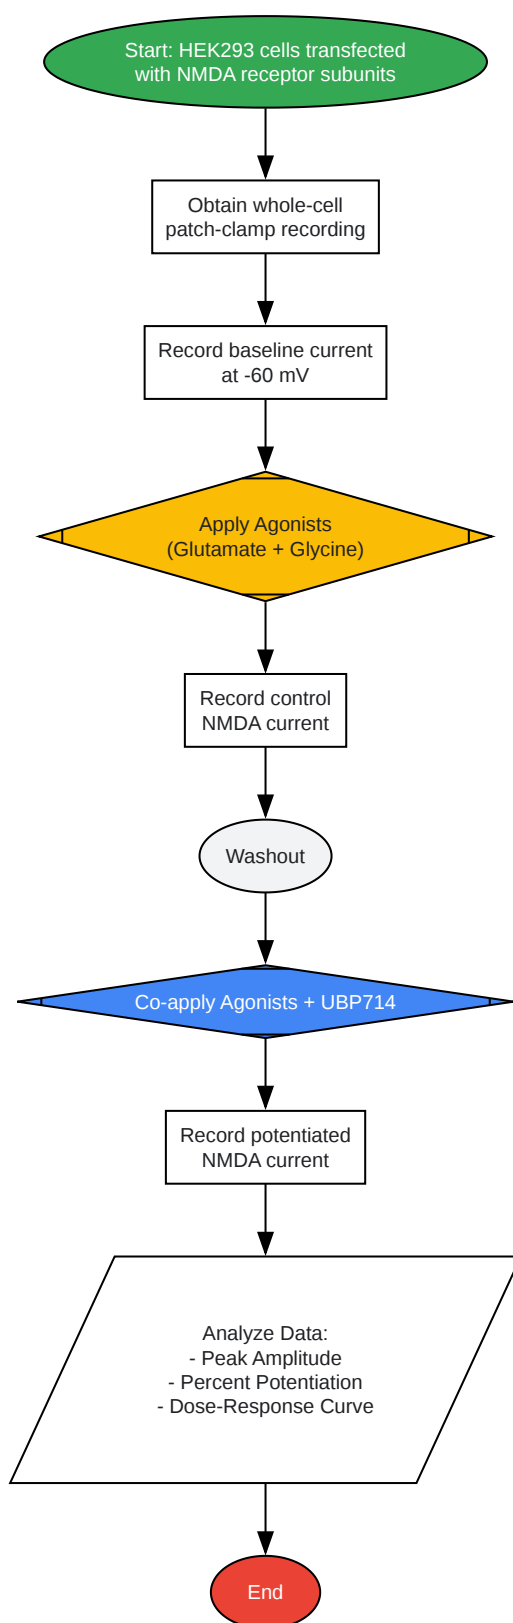 Start: HEK293 cells transfected
with NMDA receptor subunits
Obtain whole-cell
patch-clamp recording
Record baseline current
at -60 mV
Apply Agonists
(Glutamate + Glycine)
Record control
NMDA current
Washout
Co-apply Agonists + UBP714
Record potentiated
NMDA current
Analyze Data:
- Peak Amplitude
- Percent Potentiation
- Dose-Response Curve
End